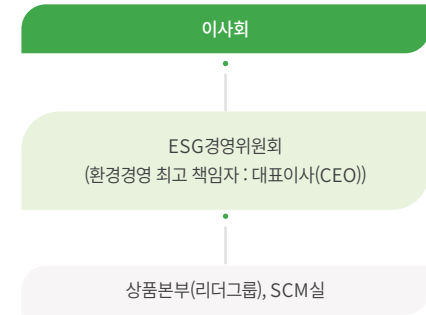 이사회
ESG경영위원회
(환경경영 최고 책임자 : 대표이사(CEO))
상품본부(리더그룹), SCM실